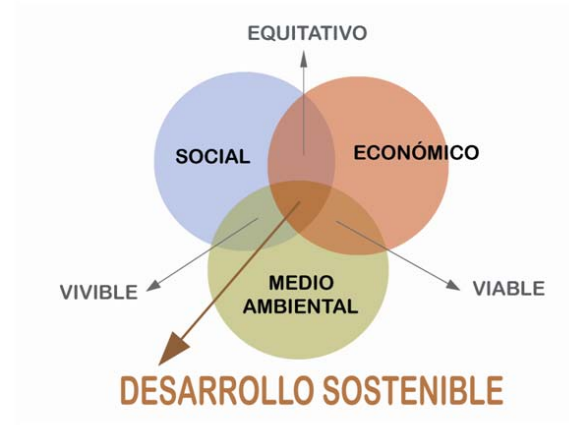 EQUITATIVO
SOCIAL
ECONÓMICO
MEDIO
AMBIENTAL
VIVIBLE
VIABLE
DESARROLLO SOSTENIBLE